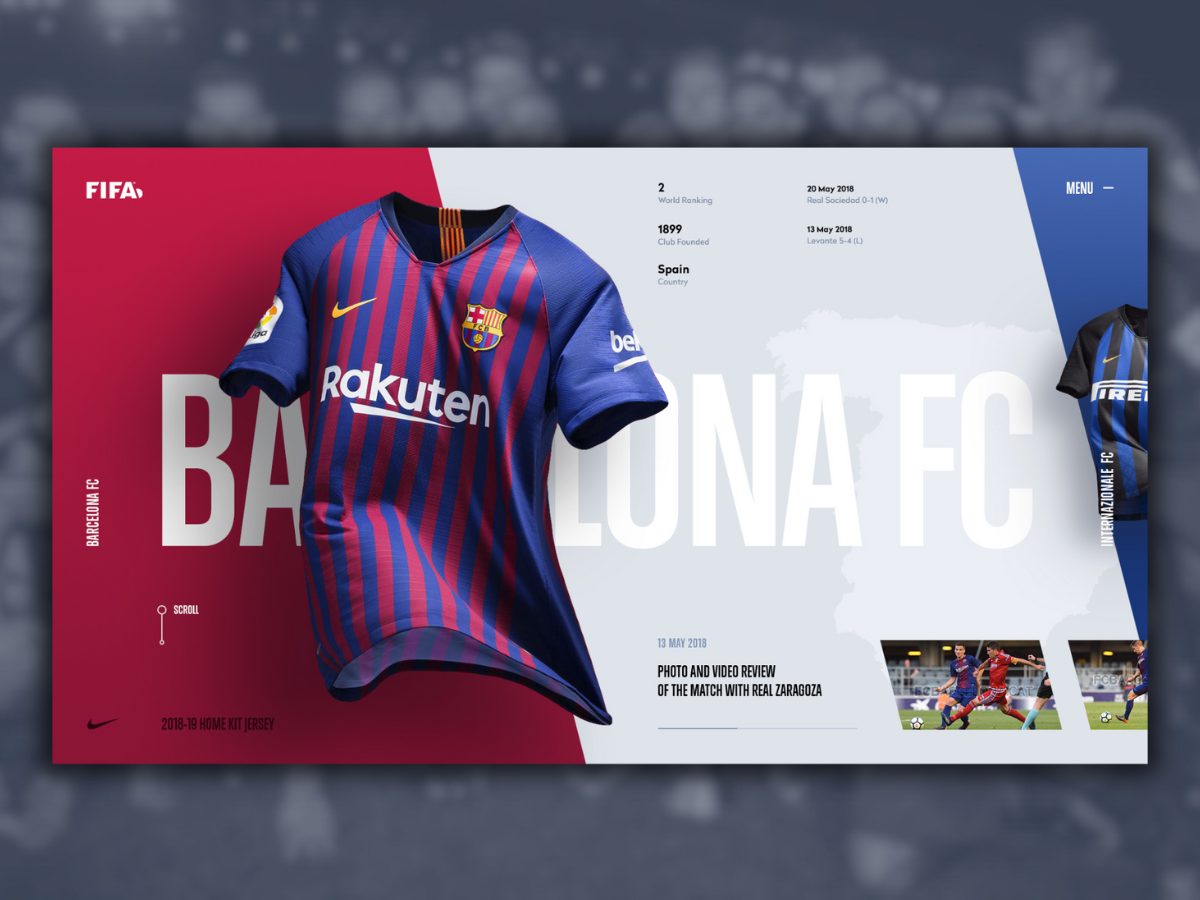 FIFA
2
World Ranking
1899
Club Founded
Spain
Country
20 May 2018
Real Sociedad 0-1 (W)
13 May 2018
Levante 5-4 (L)
MENU
FCB
Rakuten
BARCELONA FC
BA LONA FC
INTERNAZIONALE FC
SCROLL
13 MAY 2018
PHOTO AND VIDEO REVIEW
OF THE MATCH WITH REAL ZARAGOZA
2018-19 HOME KIT JERSEY